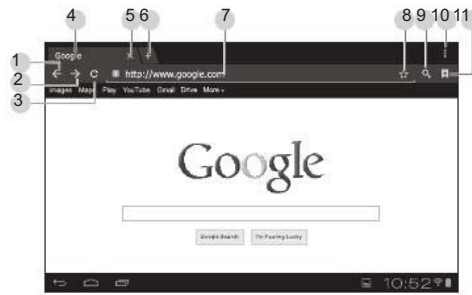 4 5 6 7 8 9 10 11
Google × +
1
http://www.google.com
2
3
Images Maps Play YouTube Gmail Drive More
Google
Google Search I'm Feeling Lucky
10:52